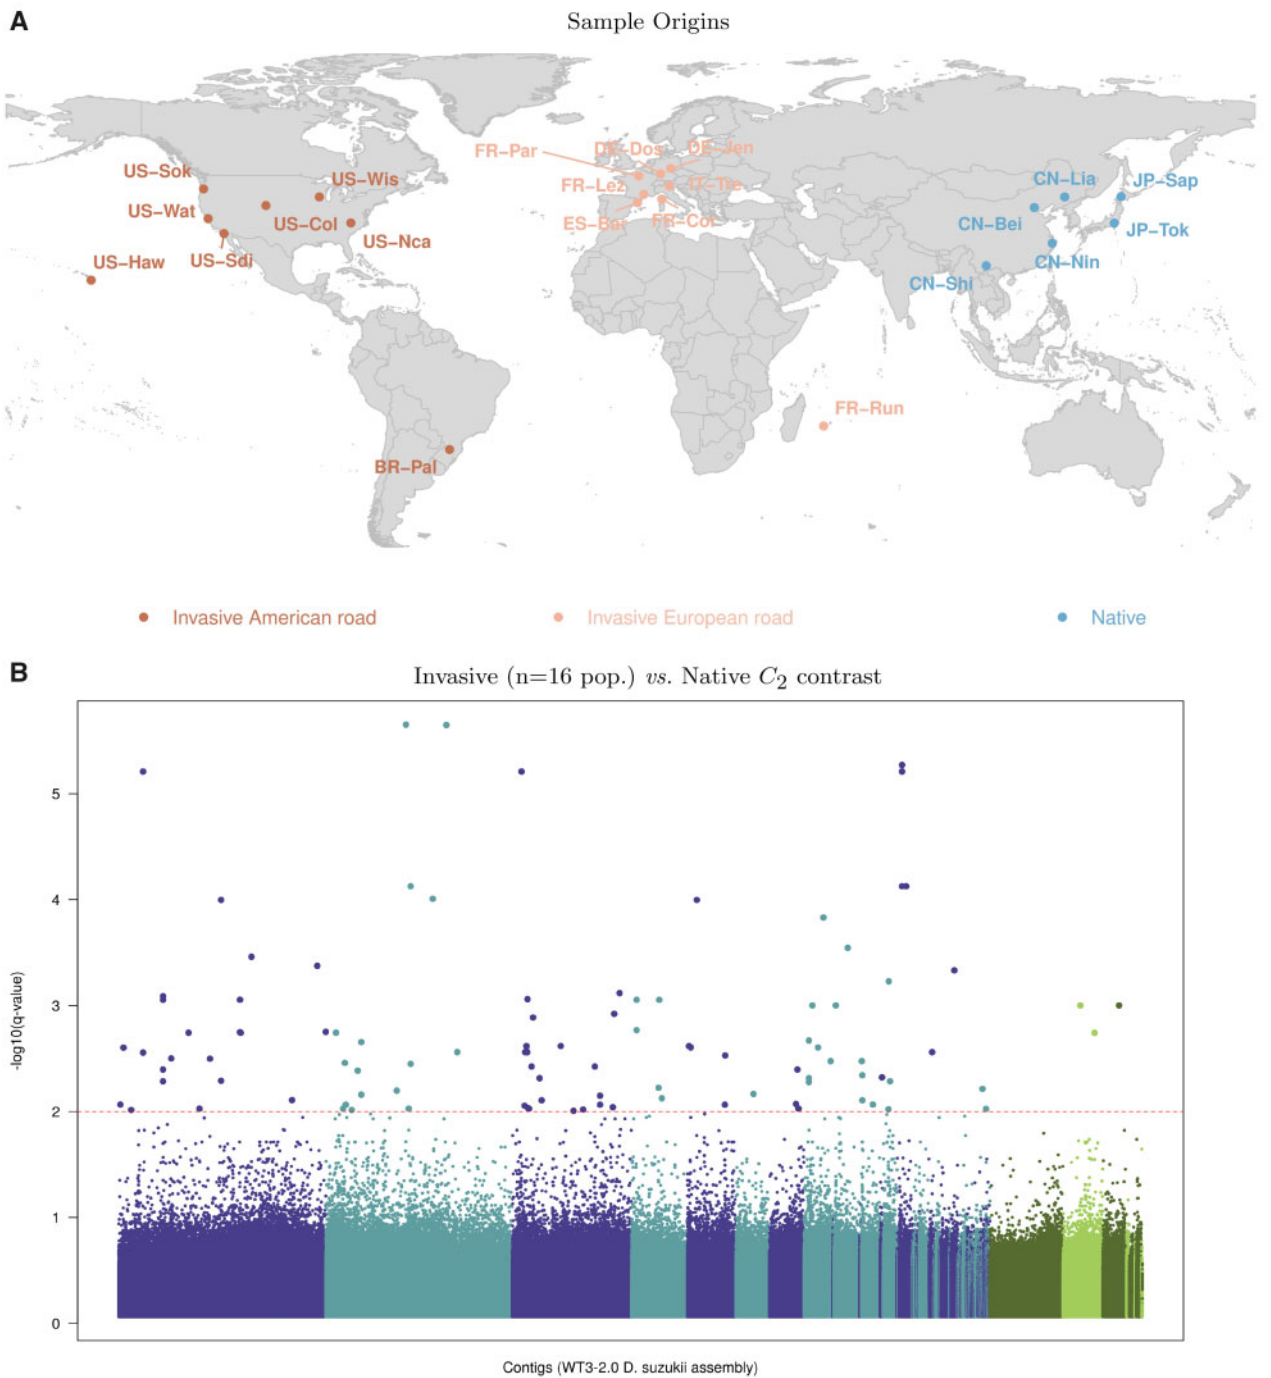 A
Sample Origins
FR–Par
DE–Dos
DE–Jen
US–Sok
US–Wis
FR–Lez
IT–Tre
CN–Lia
JP–Sap
US–Wat
US–Col
ES–Bar
FR–Cor
CN–Bei
JP–Tok
US–Nca
US–Haw
US–Sdi
CN–Nin
CN–Shi
FR–Run
BR–Pal
Invasive American road
Invasive European road
Native
B
Invasive (n=16 pop.) vs. Native C2 contrast
5
4
3
2
1
0
-log10(q-value)
Contigs (WT3-2.0 D. suzukii assembly)